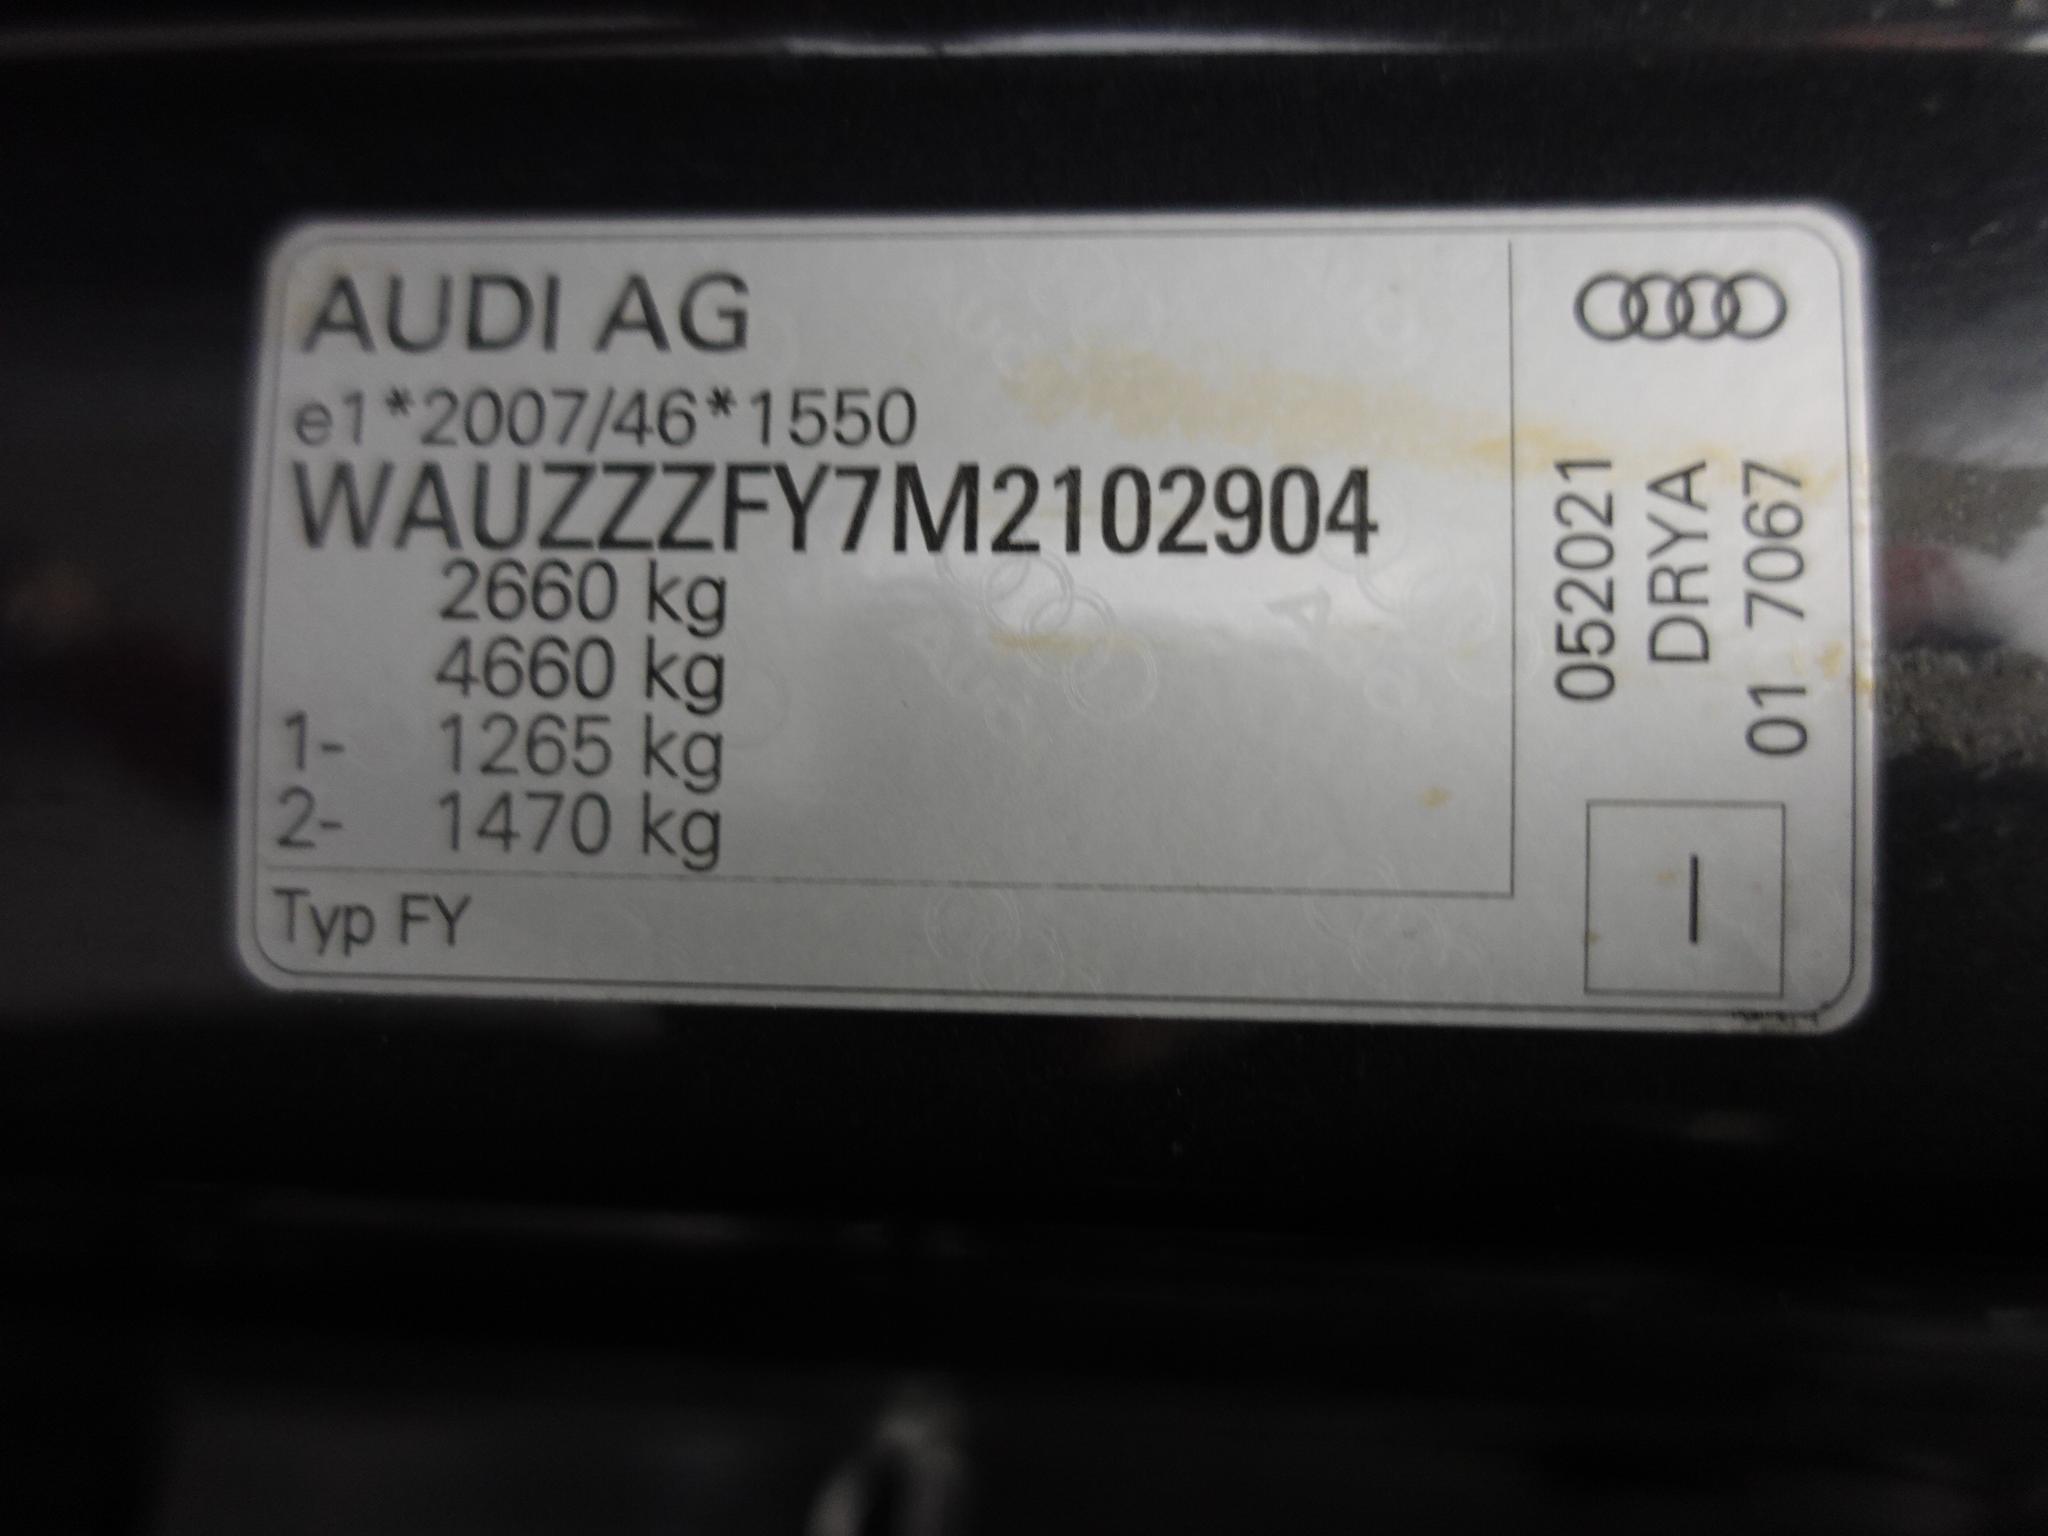 AUDI AG
e1*2007/46*1550
WAUZZZFY7M2102904
2660 kg
4660 kg
1- 1265 kg
2- 1470 kg
Typ FY
052021
DRYA
01 7067
–